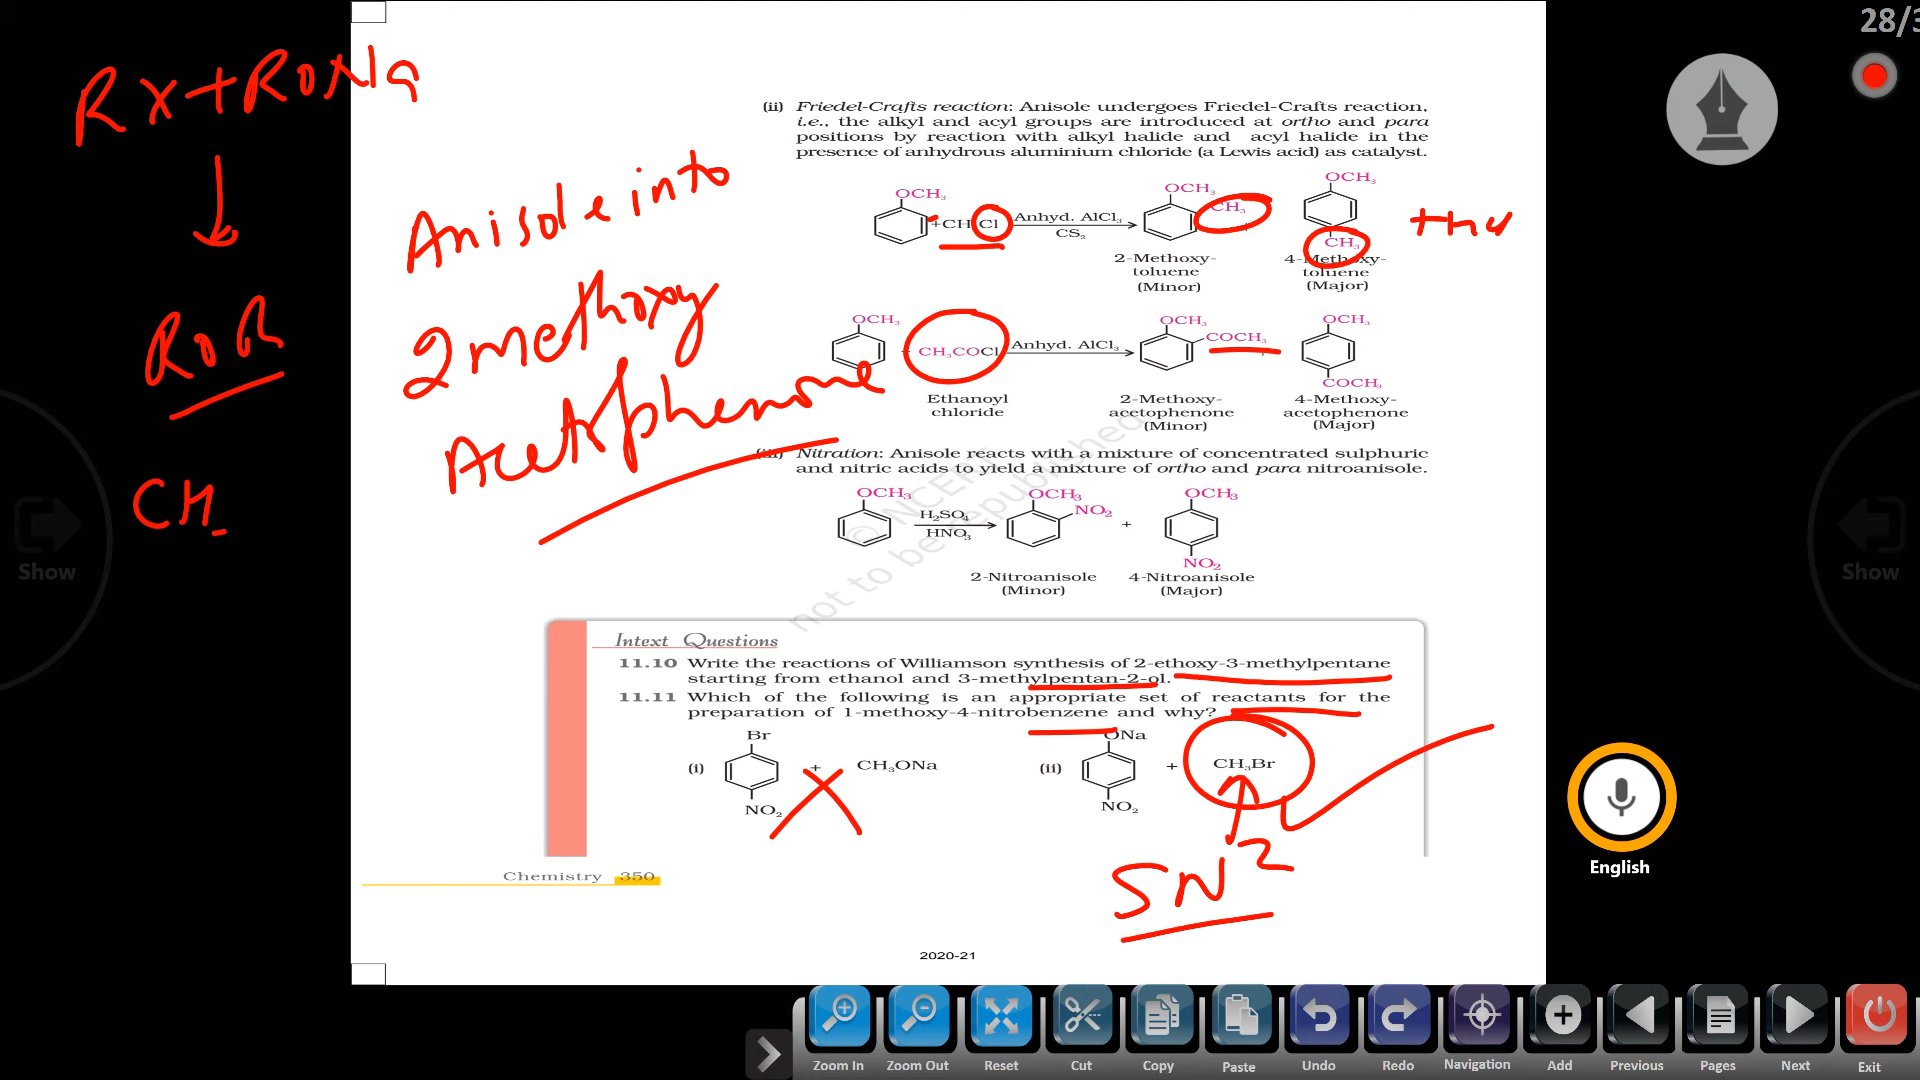 28/3
RX+RONa
ROR
CH
Anisole into
2methoxy
Acetophenone
(ii) Friedel-Crafts reaction: Anisole undergoes Friedel-Crafts reaction,
i.e., the alkyl and acyl groups are introduced at ortho and para
positions by reaction with alkyl halide and acyl halide in the
presence of anhydrous aluminium chloride (a Lewis acid) as catalyst.
OCH₃ +CH Cl Anhyd. AlCl₃ CS₂ OCH₃ CH₃ + OCH₃ CH₃
2-Methoxy-
toluene
(Minor)
4-Methoxy-
toluene
(Major)
OCH₃ + CH₃COCl Anhyd. AlCl₃ OCH₃ COCH₃ + OCH₃ COCH₃
Ethanoyl
chloride
2-Methoxy-
acetophenone
(Minor)
4-Methoxy-
acetophenone
(Major)
(iii) Nitration: Anisole reacts with a mixture of concentrated sulphuric
and nitric acids to yield a mixture of ortho and para nitroanisole.
OCH₃ H₂SO₄ HNO₃ OCH₃ NO₂ + OCH₃ NO₂
2-Nitroanisole
(Minor)
4-Nitroanisole
(Major)
© NCERT
not to be republished
Intext Questions
11.10 Write the reactions of Williamson synthesis of 2-ethoxy-3-methylpentane
starting from ethanol and 3-methylpentan-2-ol.
11.11 Which of the following is an appropriate set of reactants for the
preparation of 1-methoxy-4-nitrobenzene and why?
(i) Br NO₂ + CH₃ONa
(ii) ONa NO₂ + CH₃Br
SN2
Chemistry 350
2020-21
Show
Show
English
Zoom In Zoom Out Reset Cut Copy Paste Undo Redo Navigation Add Previous Pages Next Exit